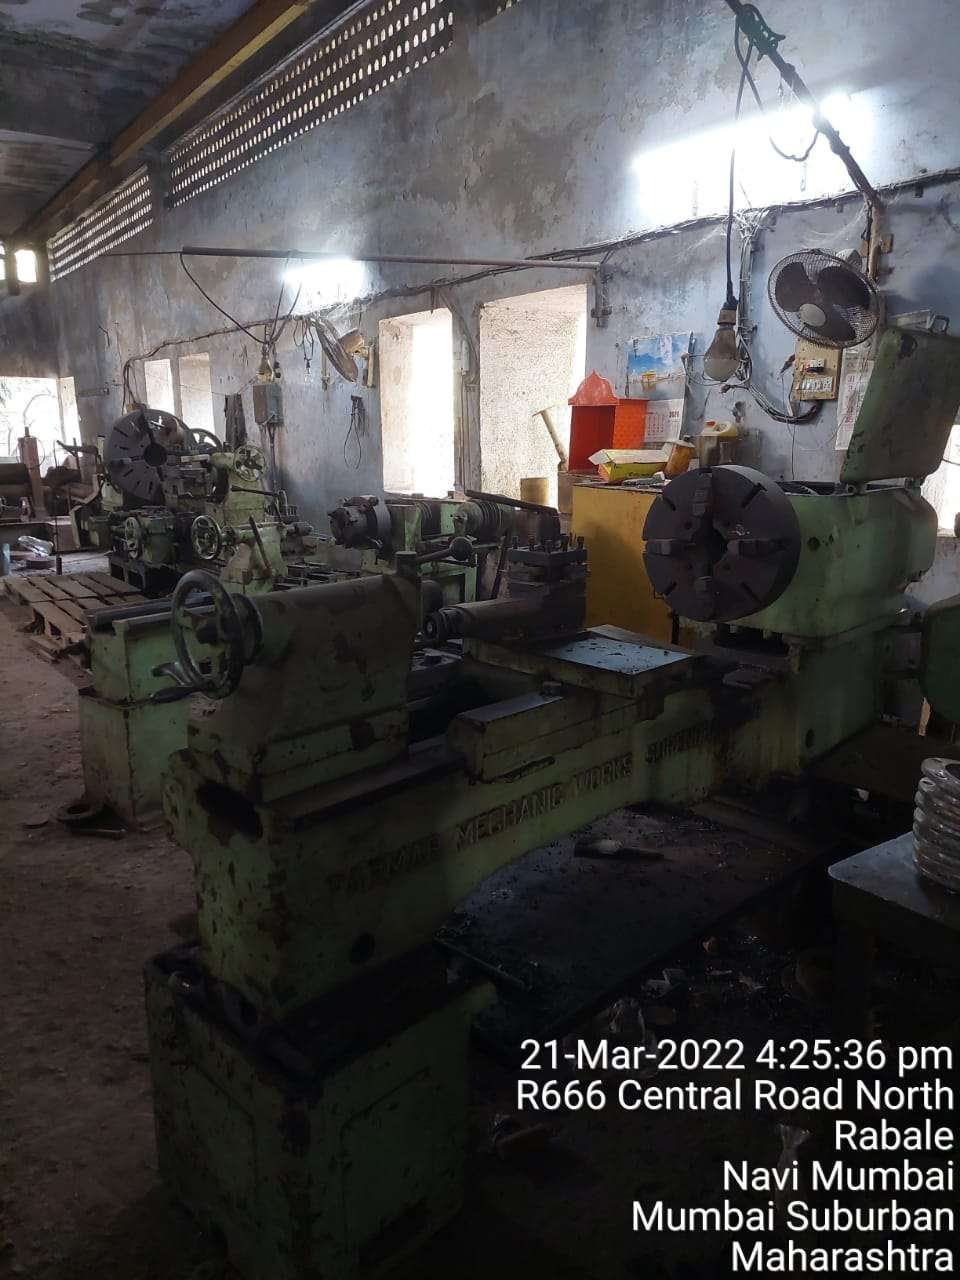 PARMAR MECHANIC WORKS
21-Mar-2022 4:25:36 pm
R666 Central Road North
Rabale
Navi Mumbai
Mumbai Suburban
Maharashtra